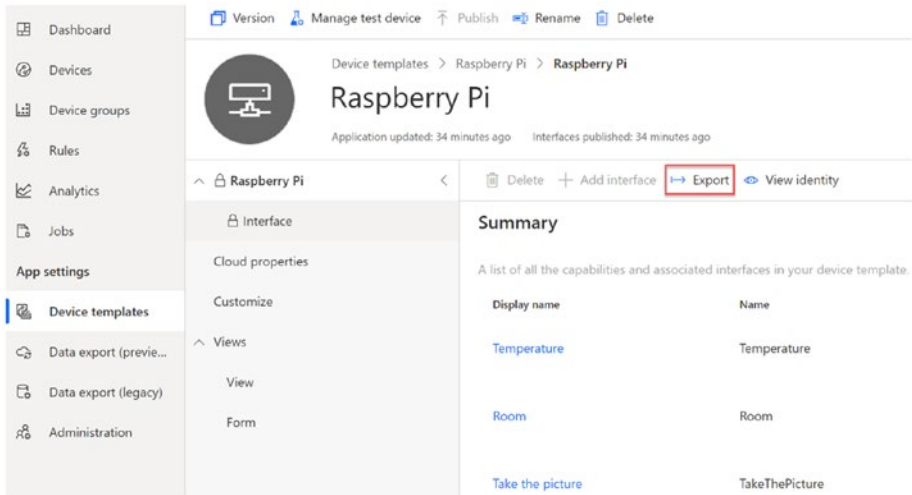 Version Manage test device Publish Rename Delete
Dashboard
Devices
Device groups
Rules
Analytics
Jobs
App settings
Device templates
Data export (previe...
Data export (legacy)
Administration
Device templates > Raspberry Pi > Raspberry Pi
Raspberry Pi
Application updated: 34 minutes ago Interfaces published: 34 minutes ago
Raspberry Pi
Interface
Cloud properties
Customize
Views
View
Form
Delete Add interface Export View identity
Summary
A list of all the capabilities and associated interfaces in your device template.
Display name Name
Temperature Temperature
Room Room
Take the picture TakeThePicture